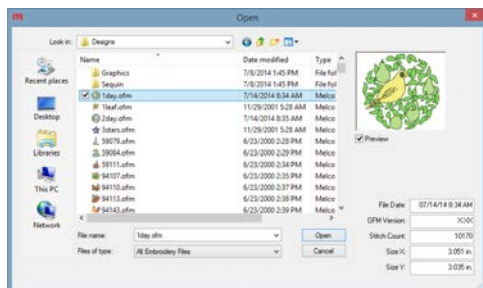 m Open
Look in: Designs
Name Date modified Type
Recent places
Desktop
Libraries
This PC
Network
Graphics 7/8/2014 1:45 PM File fol
Sequin 7/8/2014 1:45 PM File fol
1day.ofm 7/14/2014 8:34 AM Melco
1leaf.ofm 11/29/2001 5:28 AM Melco
2day.ofm 7/14/2014 8:35 AM Melco
3stars.ofm 11/29/2001 5:28 AM Melco
59079.ofm 6/23/2000 2:28 PM Melco
59084.ofm 6/23/2000 2:29 PM Melco
59111.ofm 6/23/2000 2:34 PM Melco
94107.ofm 6/23/2000 2:35 PM Melco
94110.ofm 6/23/2000 2:37 PM Melco
94113.ofm 6/23/2000 2:38 PM Melco
94143.ofm 6/23/2000 2:39 PM Melco
File name: 1day.ofm Open
Files of type: All Embroidery Files Cancel
Preview
File Date: 07/14/14 8:34 AM
OFM Version:
Stitch Count: 10170
Size X: 3.051 in.
Size Y: 3.035 in.